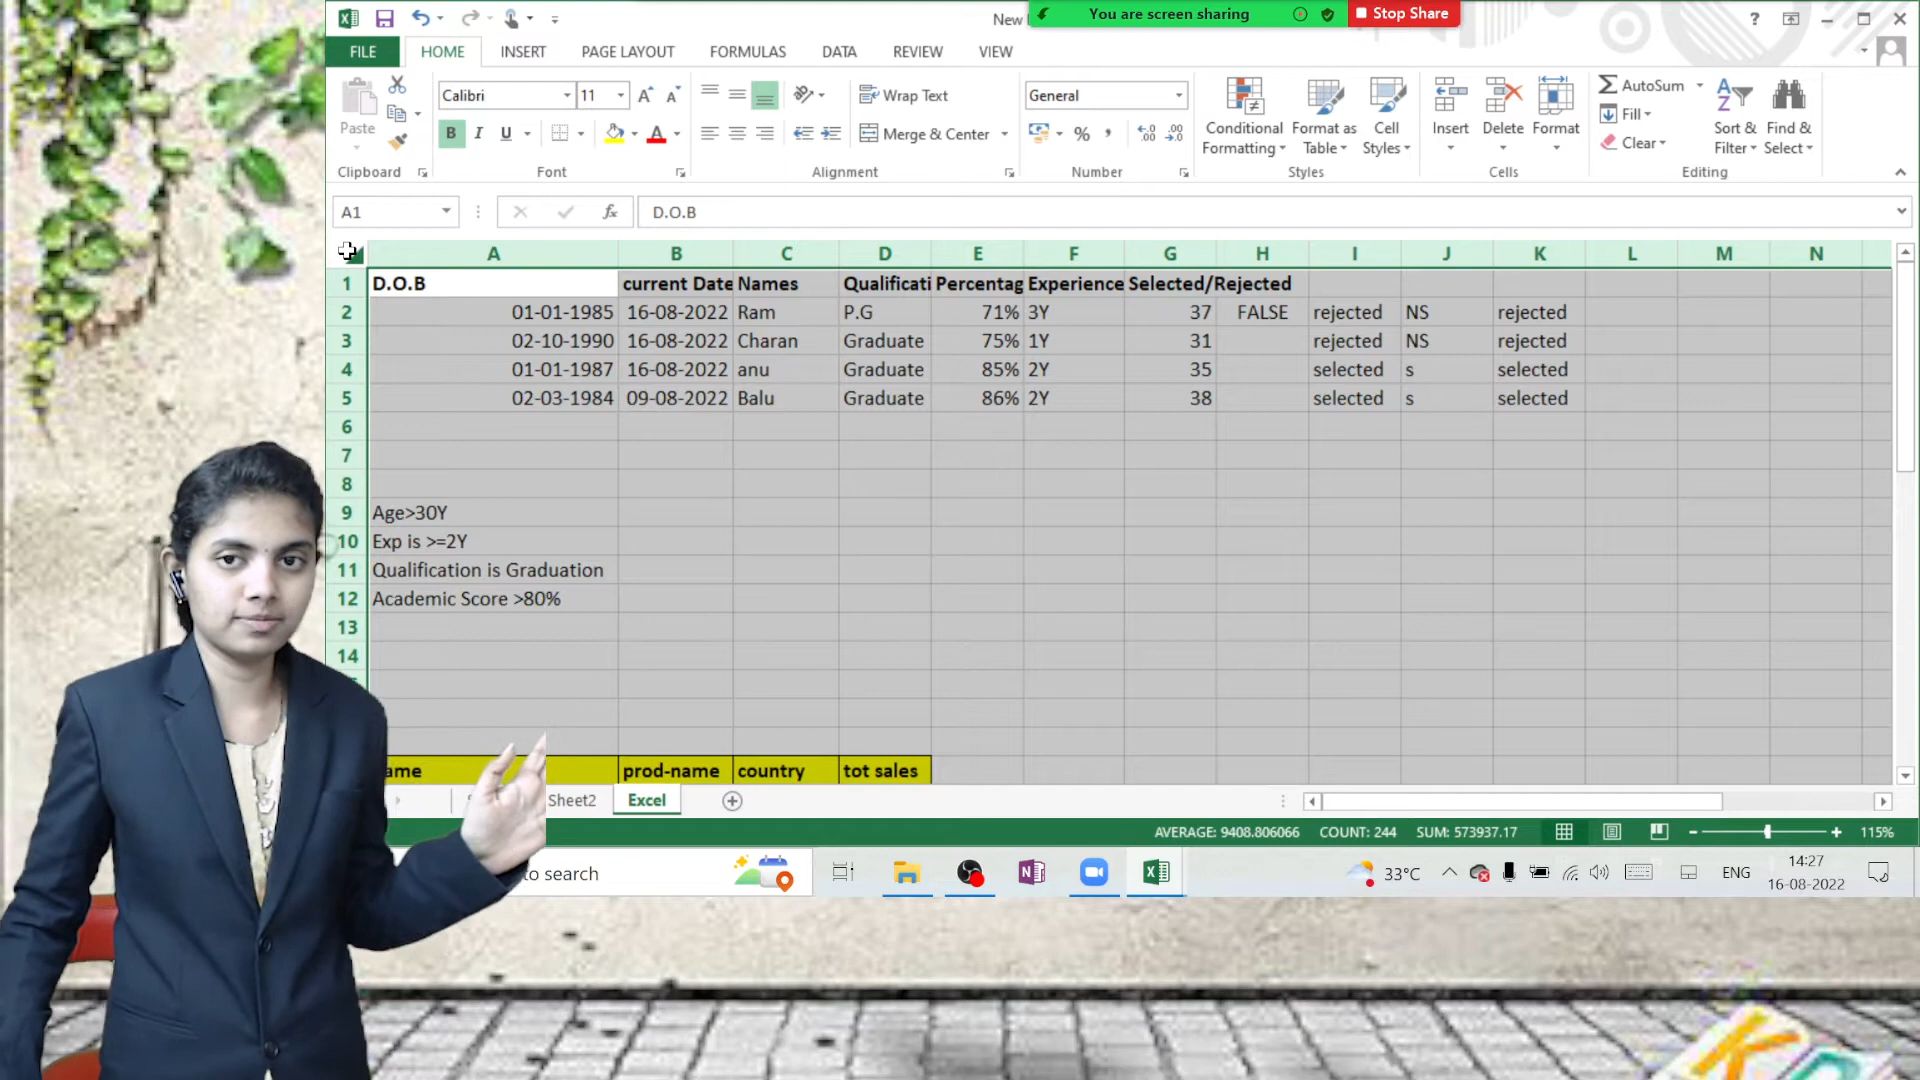 New
You are screen sharing
Stop Share
FILE HOME INSERT PAGE LAYOUT FORMULAS DATA REVIEW VIEW
Paste
Calibri 11
Wrap Text
General
Merge & Center
B I U
Conditional Formatting
Format as Table
Cell Styles
Insert
Delete
Format
AutoSum
Fill
Clear
Sort & Filter
Find & Select
Clipboard Font Alignment Number Styles Cells Editing
A1 fx D.O.B
A B C D E F G H I J K L M N
1 D.O.B current Date Names Qualificati Percentag Experience Selected/Rejected
2 01-01-1985 16-08-2022 Ram P.G 71% 3Y 37 FALSE rejected NS rejected
3 02-10-1990 16-08-2022 Charan Graduate 75% 1Y 31 rejected NS rejected
4 01-01-1987 16-08-2022 anu Graduate 85% 2Y 35 selected s selected
5 02-03-1984 09-08-2022 Balu Graduate 86% 2Y 38 selected s selected
6
7
8
9 Age>30Y
10 Exp is >=2Y
11 Qualification is Graduation
12 Academic Score >80%
13
14
ame prod-name country tot sales
Sheet2 Excel
AVERAGE: 9408.806066 COUNT: 244 SUM: 573937.17 115%
to search
33°C ENG
14:27
16-08-2022